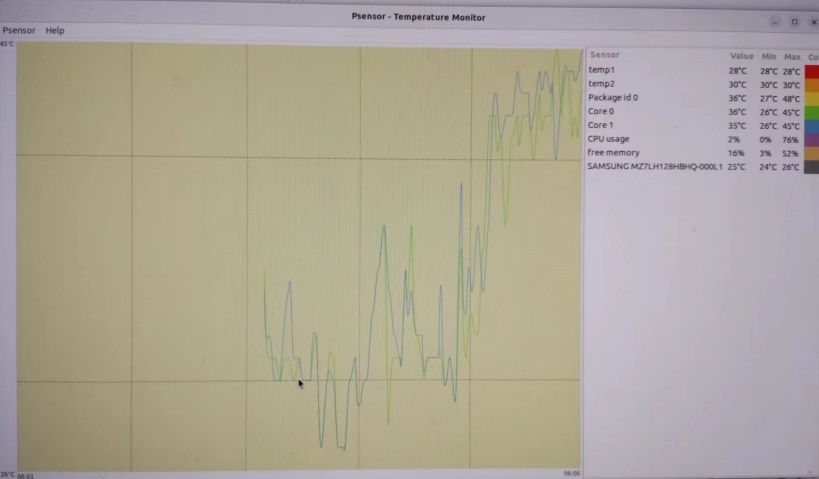 Psensor - Temperature Monitor
Psensor Help
45°C
Sensor Value Min Max Co
temp1 28°C 28°C 28°C
temp2 30°C 30°C 30°C
Package id 0 36°C 27°C 48°C
Core 0 36°C 26°C 45°C
Core 1 35°C 26°C 45°C
CPU usage 2% 0% 76%
free memory 16% 3% 52%
SAMSUNG MZ7LH128HBHQ-000L1 25°C 24°C 26°C
26°C 06:01 06:06